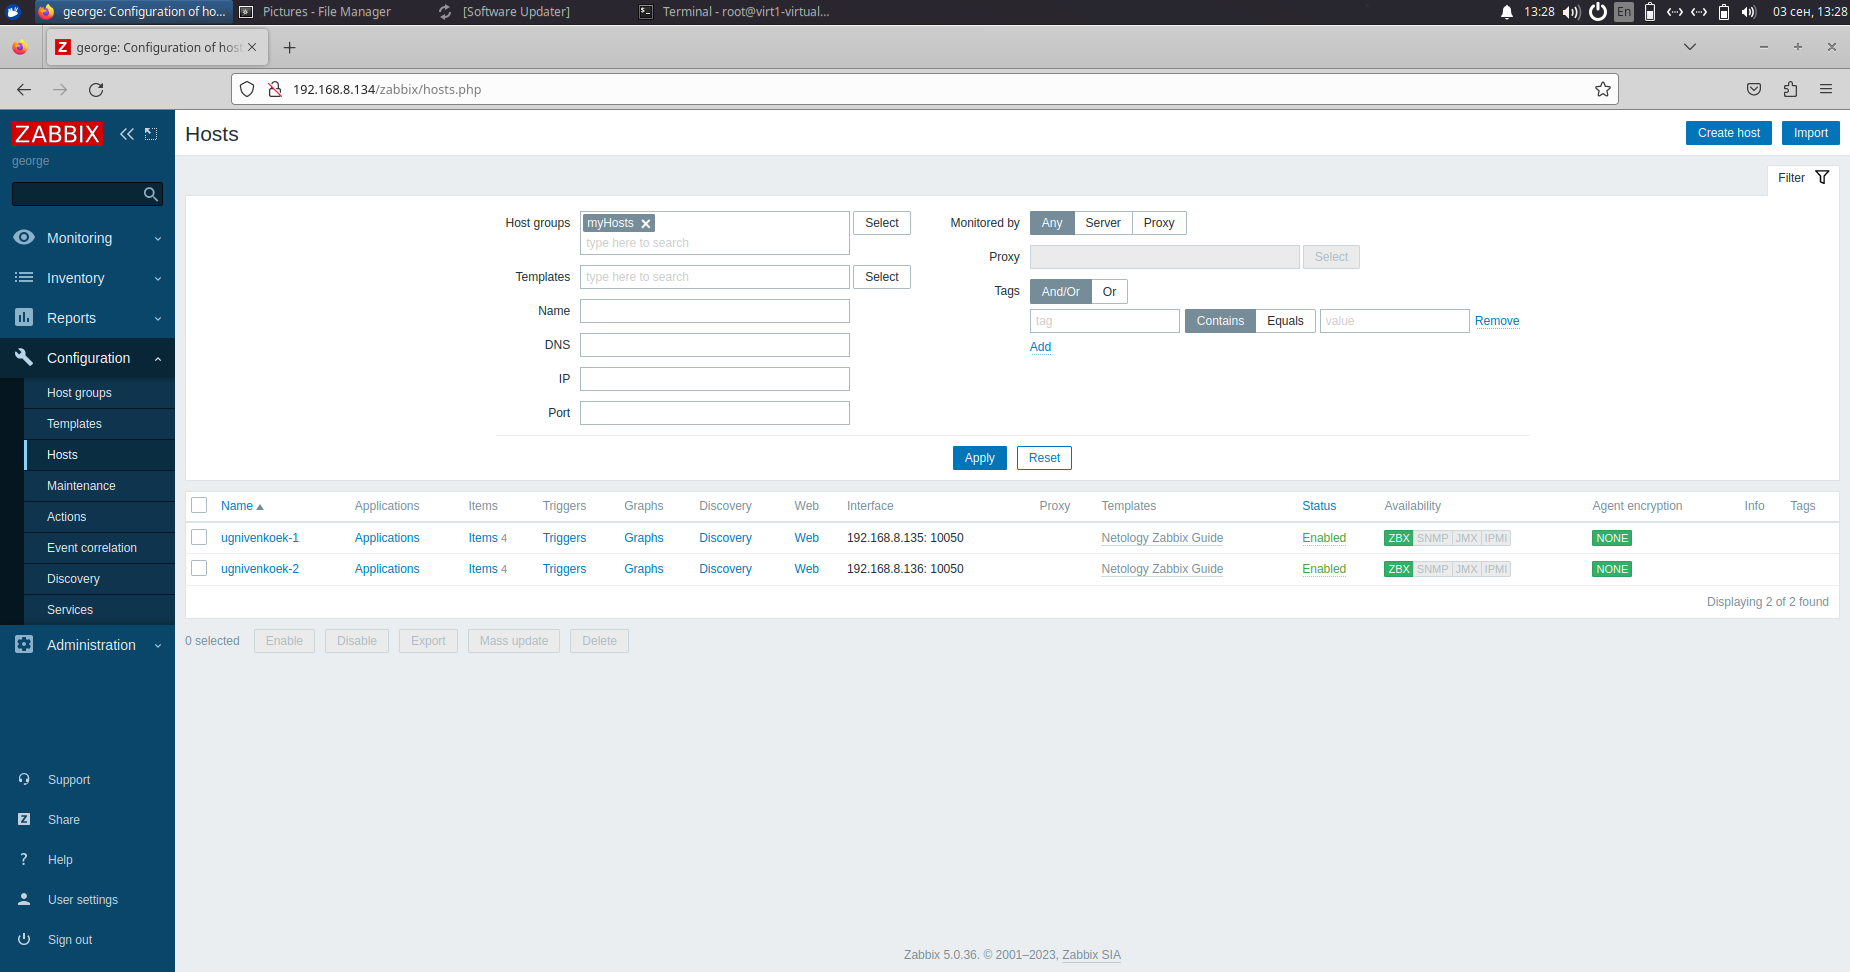 george: Configuration of ho... Pictures - File Manager [Software Updater] Terminal - root@virt1-virtual... 13:28 En 03 сен, 13:28
george: Configuration of host
192.168.8.134/zabbix/hosts.php
ZABBIX
george
Monitoring
Inventory
Reports
Configuration
Host groups
Templates
Hosts
Maintenance
Actions
Event correlation
Discovery
Services
Administration
Support
Share
Help
User settings
Sign out
Hosts
Create host Import
Filter
Host groups myHosts Select
type here to search
Templates type here to search Select
Name
DNS
IP
Port
Monitored by Any Server Proxy
Proxy Select
Tags And/Or Or
tag Contains Equals value Remove
Add
Apply Reset
Name Applications Items Triggers Graphs Discovery Web Interface Proxy Templates Status Availability Agent encryption Info Tags
ugnivenkoek-1 Applications Items 4 Triggers Graphs Discovery Web 192.168.8.135: 10050 Netology Zabbix Guide Enabled ZBX SNMP JMX IPMI NONE
ugnivenkoek-2 Applications Items 4 Triggers Graphs Discovery Web 192.168.8.136: 10050 Netology Zabbix Guide Enabled ZBX SNMP JMX IPMI NONE
Displaying 2 of 2 found
0 selected Enable Disable Export Mass update Delete
Zabbix 5.0.36. © 2001–2023, Zabbix SIA